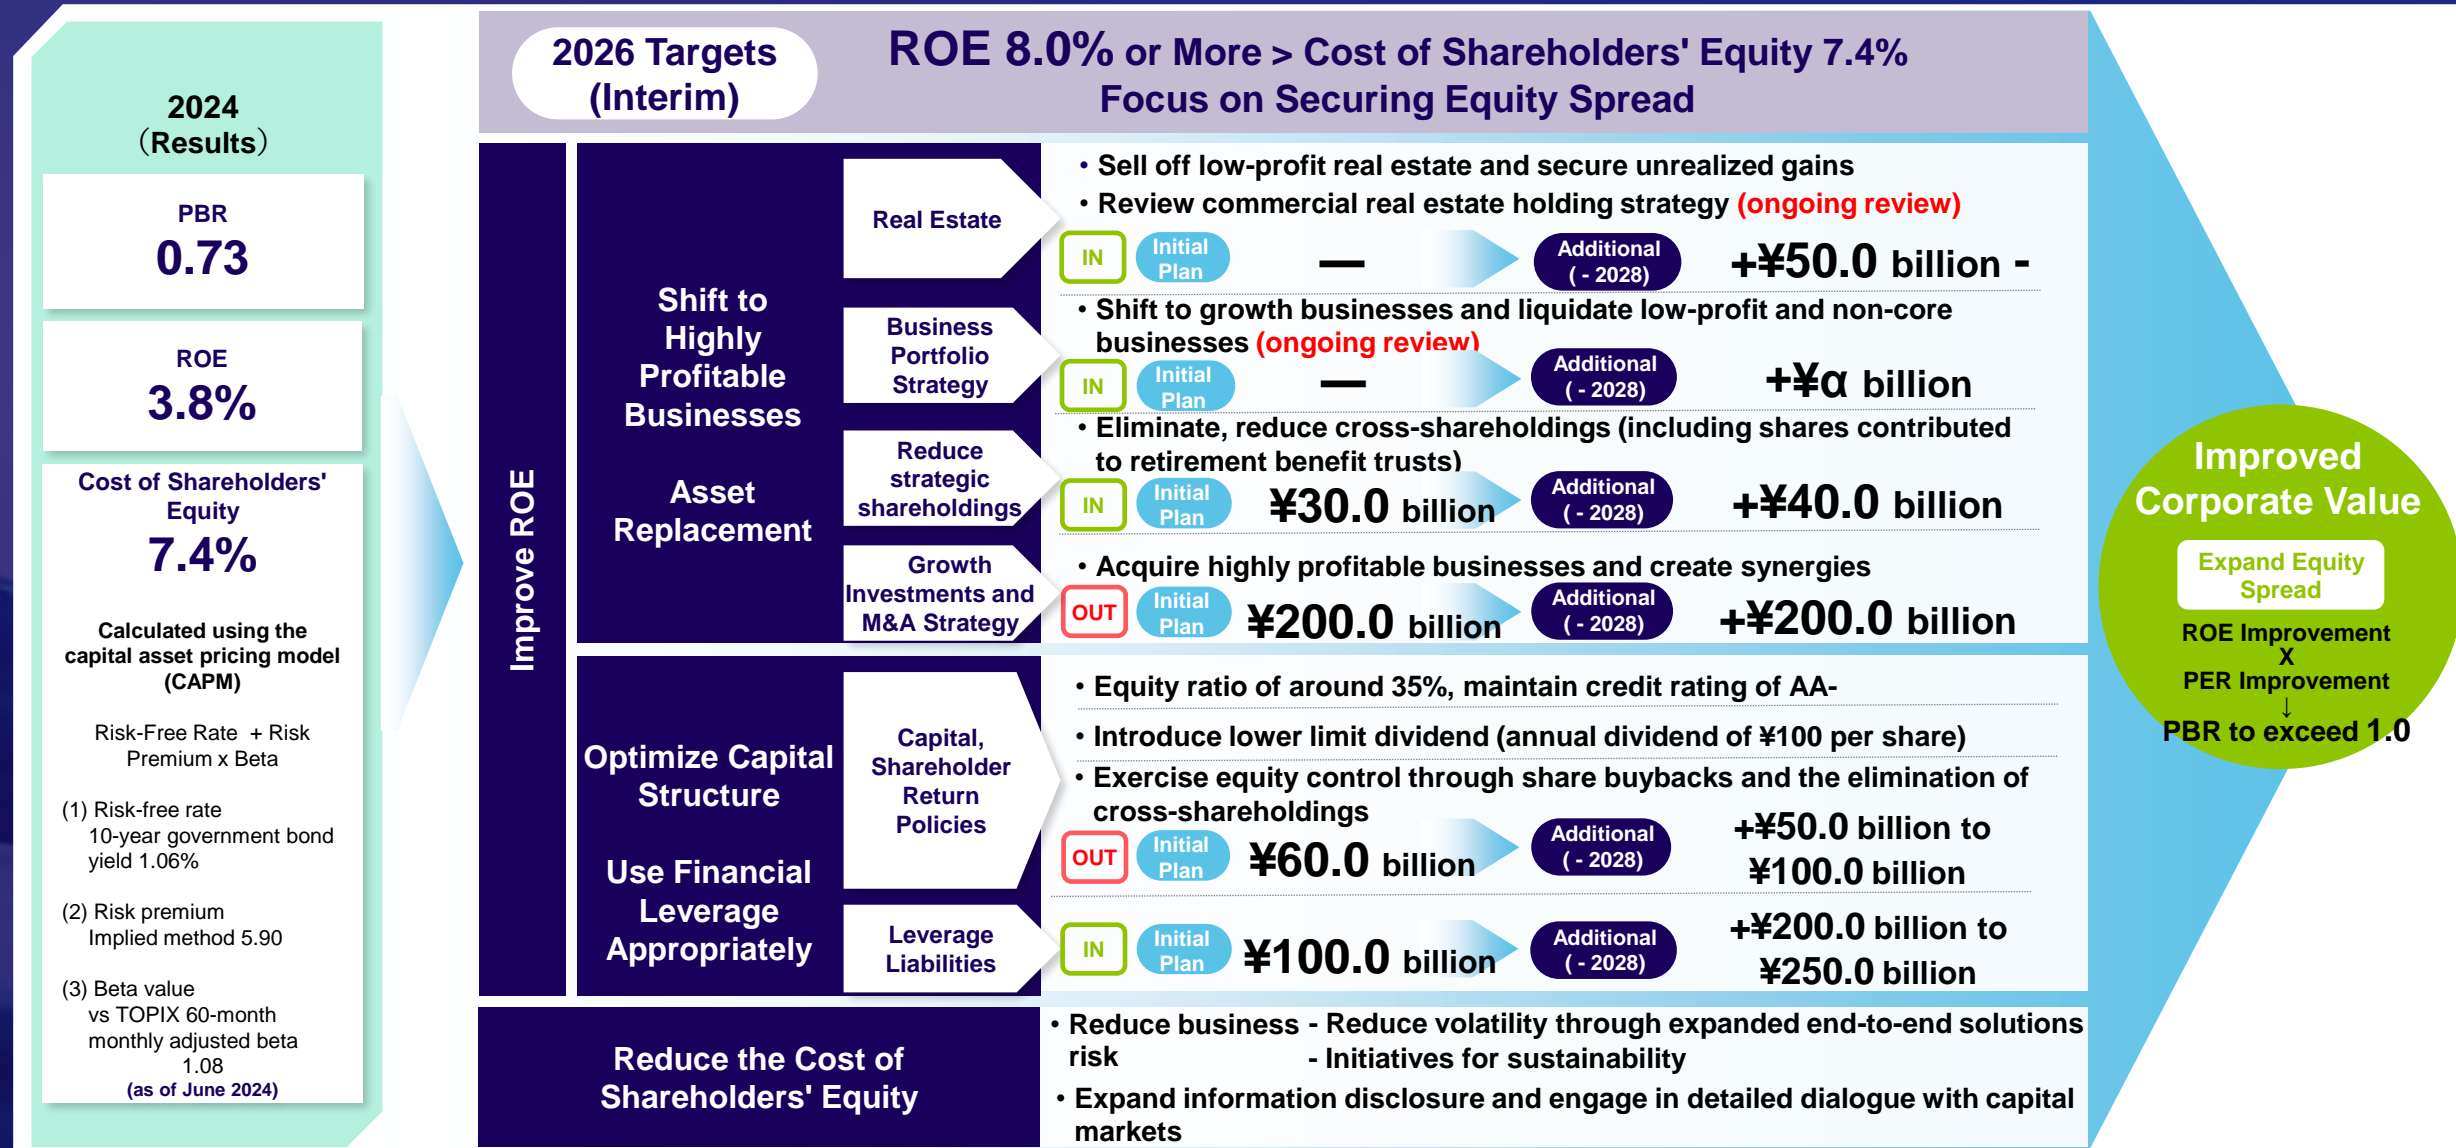 2024
（Results）
PBR
0.73
ROE
3.8%
Cost of Shareholders'
Equity
7.4%
Calculated using the
capital asset pricing model
(CAPM)
Risk-Free Rate + Risk
Premium x Beta
(1) Risk-free rate
10-year government bond
yield 1.06%
(2) Risk premium
Implied method 5.90
(3) Beta value
vs TOPIX 60-month
monthly adjusted beta
1.08
(as of June 2024)
2026 Targets
(Interim)
ROE 8.0% or More > Cost of Shareholders' Equity 7.4%
Focus on Securing Equity Spread
Improve ROE
Shift to
Highly
Profitable
Businesses
Asset
Replacement
Real Estate
・Sell off low-profit real estate and secure unrealized gains
・Review commercial real estate holding strategy (ongoing review)
IN
Initial
Plan
—
Additional
( - 2028)
+¥50.0 billion -
Business
Portfolio
Strategy
・Shift to growth businesses and liquidate low-profit and non-core
businesses (ongoing review)
IN
Initial
Plan
—
Additional
( - 2028)
+¥α billion
Reduce
strategic
shareholdings
・Eliminate, reduce cross-shareholdings (including shares contributed
to retirement benefit trusts)
IN
Initial
Plan
¥30.0 billion
Additional
( - 2028)
+¥40.0 billion
Growth
Investments and
M&A Strategy
・Acquire highly profitable businesses and create synergies
OUT
Initial
Plan
¥200.0 billion
Additional
( - 2028)
+¥200.0 billion
Optimize Capital
Structure
Use Financial
Leverage
Appropriately
Capital,
Shareholder
Return
Policies
・Equity ratio of around 35%, maintain credit rating of AA-
・Introduce lower limit dividend (annual dividend of ¥100 per share)
・Exercise equity control through share buybacks and the elimination of
cross-shareholdings
OUT
Initial
Plan
¥60.0 billion
Additional
( - 2028)
+¥50.0 billion to
¥100.0 billion
Leverage
Liabilities
IN
Initial
Plan
¥100.0 billion
Additional
( - 2028)
+¥200.0 billion to
¥250.0 billion
Reduce the Cost of
Shareholders' Equity
・Reduce business - Reduce volatility through expanded end-to-end solutions
risk - Initiatives for sustainability
・Expand information disclosure and engage in detailed dialogue with capital
markets
Improved
Corporate Value
Expand Equity
Spread
ROE Improvement
X
PER Improvement
↓
PBR to exceed 1.0